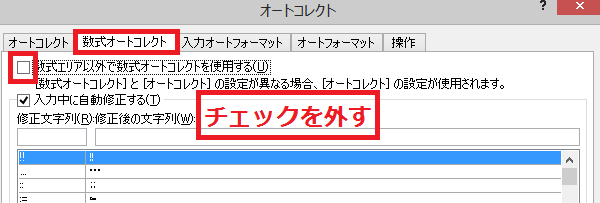 オートコレクト
? ×
オートコレクト 数式オートコレクト 入力オートフォーマット オートフォーマット 操作
数式エリア以外で数式オートコレクトを使用する(U)
[数式オートコレクト] と [オートコレクト] の設定が異なる場合、[オートコレクト] の設定が使用されます。
入力中に自動修正する(T)
修正文字列(R): 修正後の文字列(W):
チェックを外す
!! ‼
... ⋯
:: ∷
:= ≔